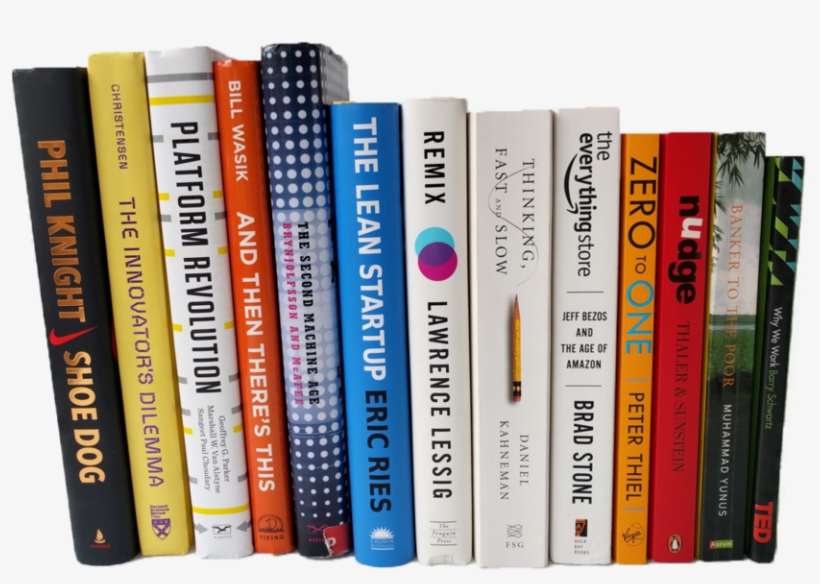 PHIL KNIGHT SHOE DOG
CHRISTENSEN THE INNOVATOR'S DILEMMA
PLATFORM REVOLUTION
Geoffrey G. Parker
Marshall W. Van Alstyne
Sangeet Paul Choudary
BILL WASIK AND THEN THERE'S THIS
VIKING
THE SECOND MACHINE AGE
BRYNJOLFSSON AND McAFEE
THE LEAN STARTUP ERIC RIES
REMIX LAWRENCE LESSIG
The
Penguin
Press
THINKING,
FAST AND SLOW
DANIEL
KAHNEMAN
FSG
the
everythingstore
JEFF BEZOS
AND
THE AGE OF
AMAZON
BRAD STONE
BACK
BAY
BOOKS
ZERO TO ONE PETER THIEL
Virgin
nudge THALER & SUNSTEIN
BANKER TO THE POOR MUHAMMAD YUNUS
Why We Work Barry Schwartz
TED